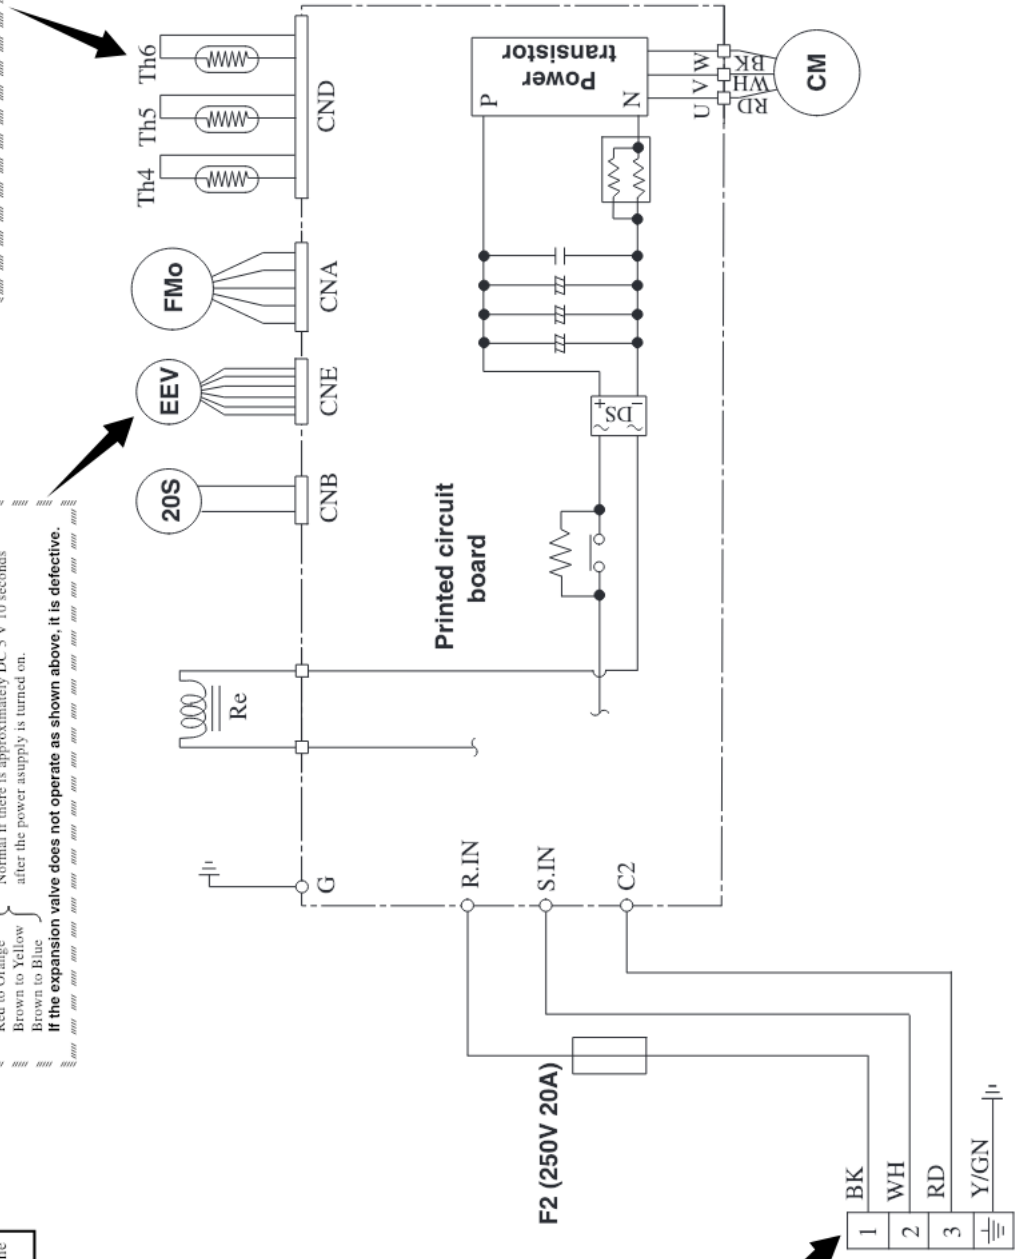 Red to Orange
Brown to Yellow
Brown to Blue
Normal if there is approximately DC 5 V 10 seconds
after the power asupply is turned on.
If the expansion valve does not operate as shown above, it is defective.
20S
EEV
FMo
Th4
Th5
Th6
Re
G
CNB
CNE
CNA
CND
Printed circuit
board
R.IN
S.IN
C2
DS
+
−
~
~
P
N
Power
transistor
U
V
W
RD
WH
BK
CM
F2 (250V 20A)
1
BK
2
WH
3
RD
Y/GN